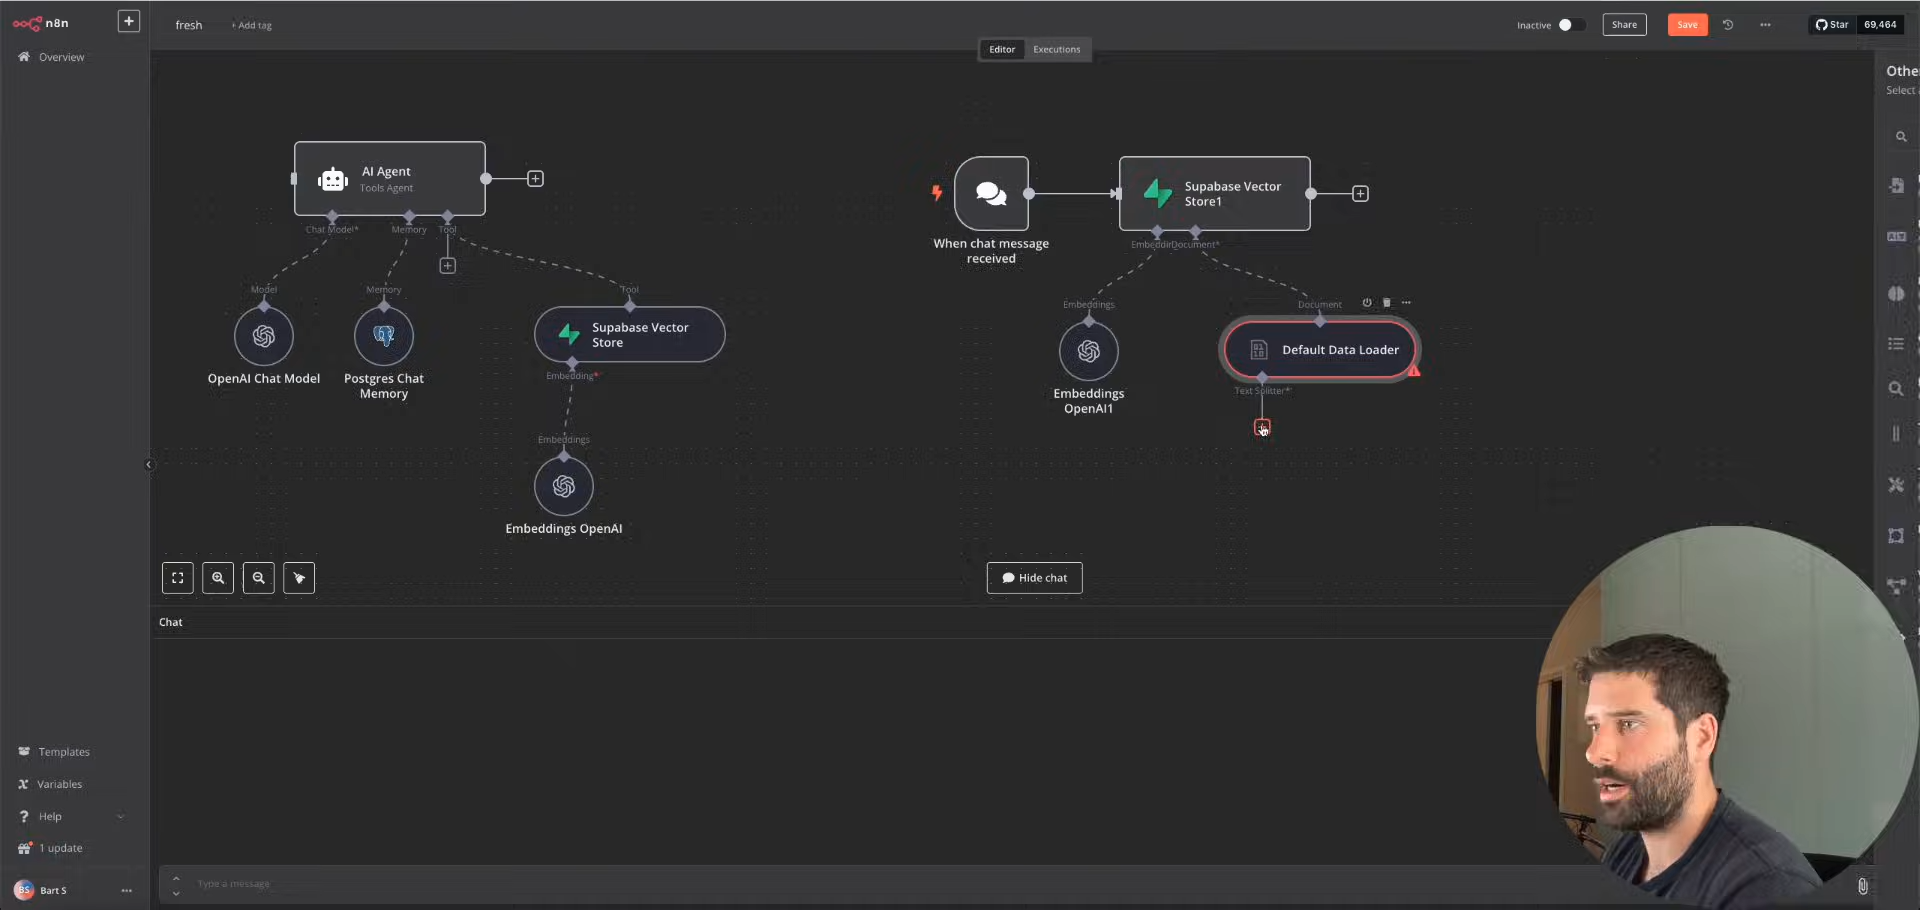 n8n
fresh
+ Add tag
Inactive
Share
Save
Star
69,464
Overview
Editor
Executions
Othe
Select a
AI Agent
Tools Agent
Chat Model*
Memory
Tool
Model
Memory
Tool
OpenAI Chat Model
Postgres Chat
Memory
Supabase Vector
Store
Embedding*
Embeddings
Embeddings OpenAI
When chat message
received
Supabase Vector
Store1
Document*
Embeddings
Document
Embeddings
OpenAI1
Default Data Loader
Text Splitter*
Hide chat
Chat
Templates
Variables
? Help
1 update
BS
Bart S
Type a message